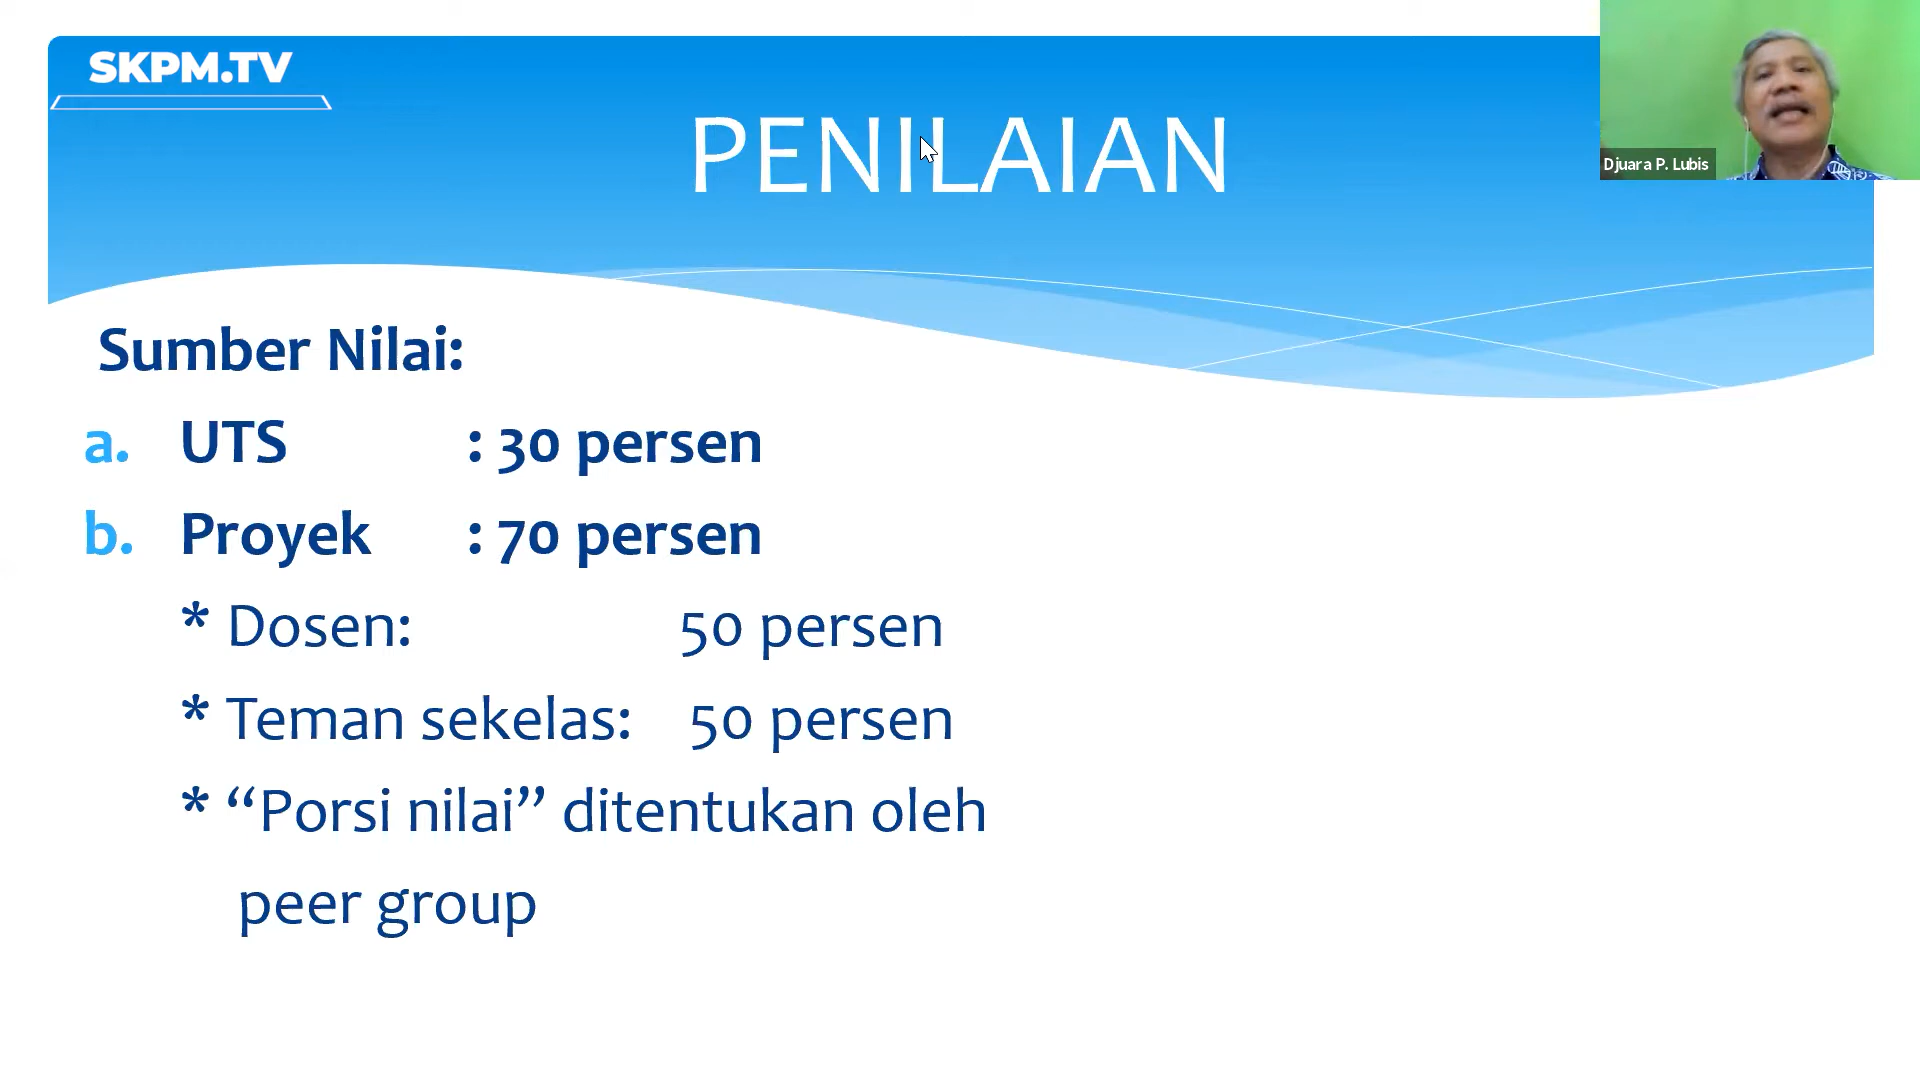 SKPM.TV
PENILAIAN
Djuara P. Lubis
Sumber Nilai:
a. UTS : 30 persen
b. Proyek : 70 persen
* Dosen: 50 persen
* Teman sekelas: 50 persen
* “Porsi nilai” ditentukan oleh
peer group